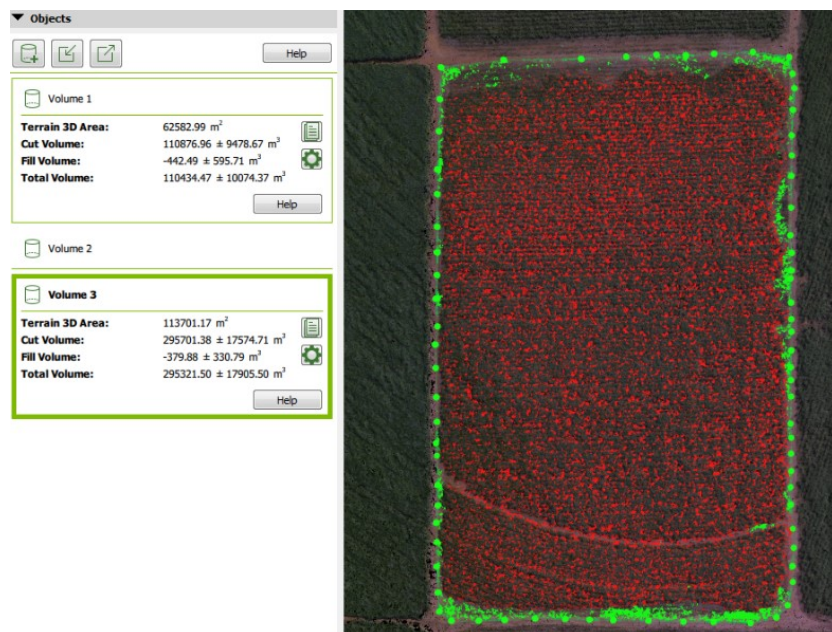 Objects
Help
Volume 1
Terrain 3D Area: 62582.99 m²
Cut Volume: 110876.96 ± 9478.67 m³
Fill Volume: -442.49 ± 595.71 m³
Total Volume: 110434.47 ± 10074.37 m³
Help
Volume 2
Volume 3
Terrain 3D Area: 113701.17 m²
Cut Volume: 295701.38 ± 17574.71 m³
Fill Volume: -379.88 ± 330.79 m³
Total Volume: 295321.50 ± 17905.50 m³
Help